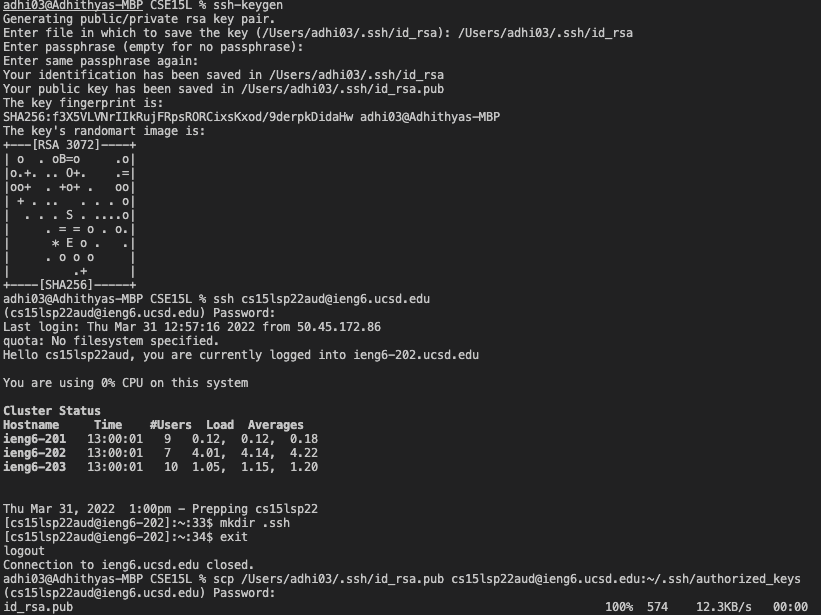 adhi03@Adhithyas-MBP CSE15L % ssh-keygen
Generating public/private rsa key pair.
Enter file in which to save the key (/Users/adhi03/.ssh/id_rsa): /Users/adhi03/.ssh/id_rsa
Enter passphrase (empty for no passphrase):
Enter same passphrase again:
Your identification has been saved in /Users/adhi03/.ssh/id_rsa
Your public key has been saved in /Users/adhi03/.ssh/id_rsa.pub
The key fingerprint is:
SHA256:f3X5VLVNrIIkRujFRpsRORCixsKxod/9derpkDidaHw adhi03@Adhithyas-MBP
The key's randomart image is:
+---[RSA 3072]----+
| o  . oB=o     .o|
|o.+. .. O+.    .=|
|oo+  . +o+ .   oo|
| + . ..   . . . o|
|  . . . S . ....o|
|     . = = o . o.|
|      * E o .   .|
|     . o o o     |
|         .+      |
+----[SHA256]-----+
adhi03@Adhithyas-MBP CSE15L % ssh cs15lsp22aud@ieng6.ucsd.edu
(cs15lsp22aud@ieng6.ucsd.edu) Password:
Last login: Thu Mar 31 12:57:16 2022 from 50.45.172.86
quota: No filesystem specified.
Hello cs15lsp22aud, you are currently logged into ieng6-202.ucsd.edu
You are using 0% CPU on this system
Cluster Status
Hostname     Time    #Users  Load  Averages
ieng6-201   13:00:01   9   0.12,  0.12,  0.18
ieng6-202   13:00:01   7   4.01,  4.14,  4.22
ieng6-203   13:00:01   10  1.05,  1.15,  1.20
Thu Mar 31, 2022  1:00pm - Prepping cs15lsp22
[cs15lsp22aud@ieng6-202]:~:33$ mkdir .ssh
[cs15lsp22aud@ieng6-202]:~:34$ exit
logout
Connection to ieng6.ucsd.edu closed.
adhi03@Adhithyas-MBP CSE15L % scp /Users/adhi03/.ssh/id_rsa.pub cs15lsp22aud@ieng6.ucsd.edu:~/.ssh/authorized_keys
(cs15lsp22aud@ieng6.ucsd.edu) Password:
id_rsa.pub                                                                            100%  574    12.3KB/s   00:00